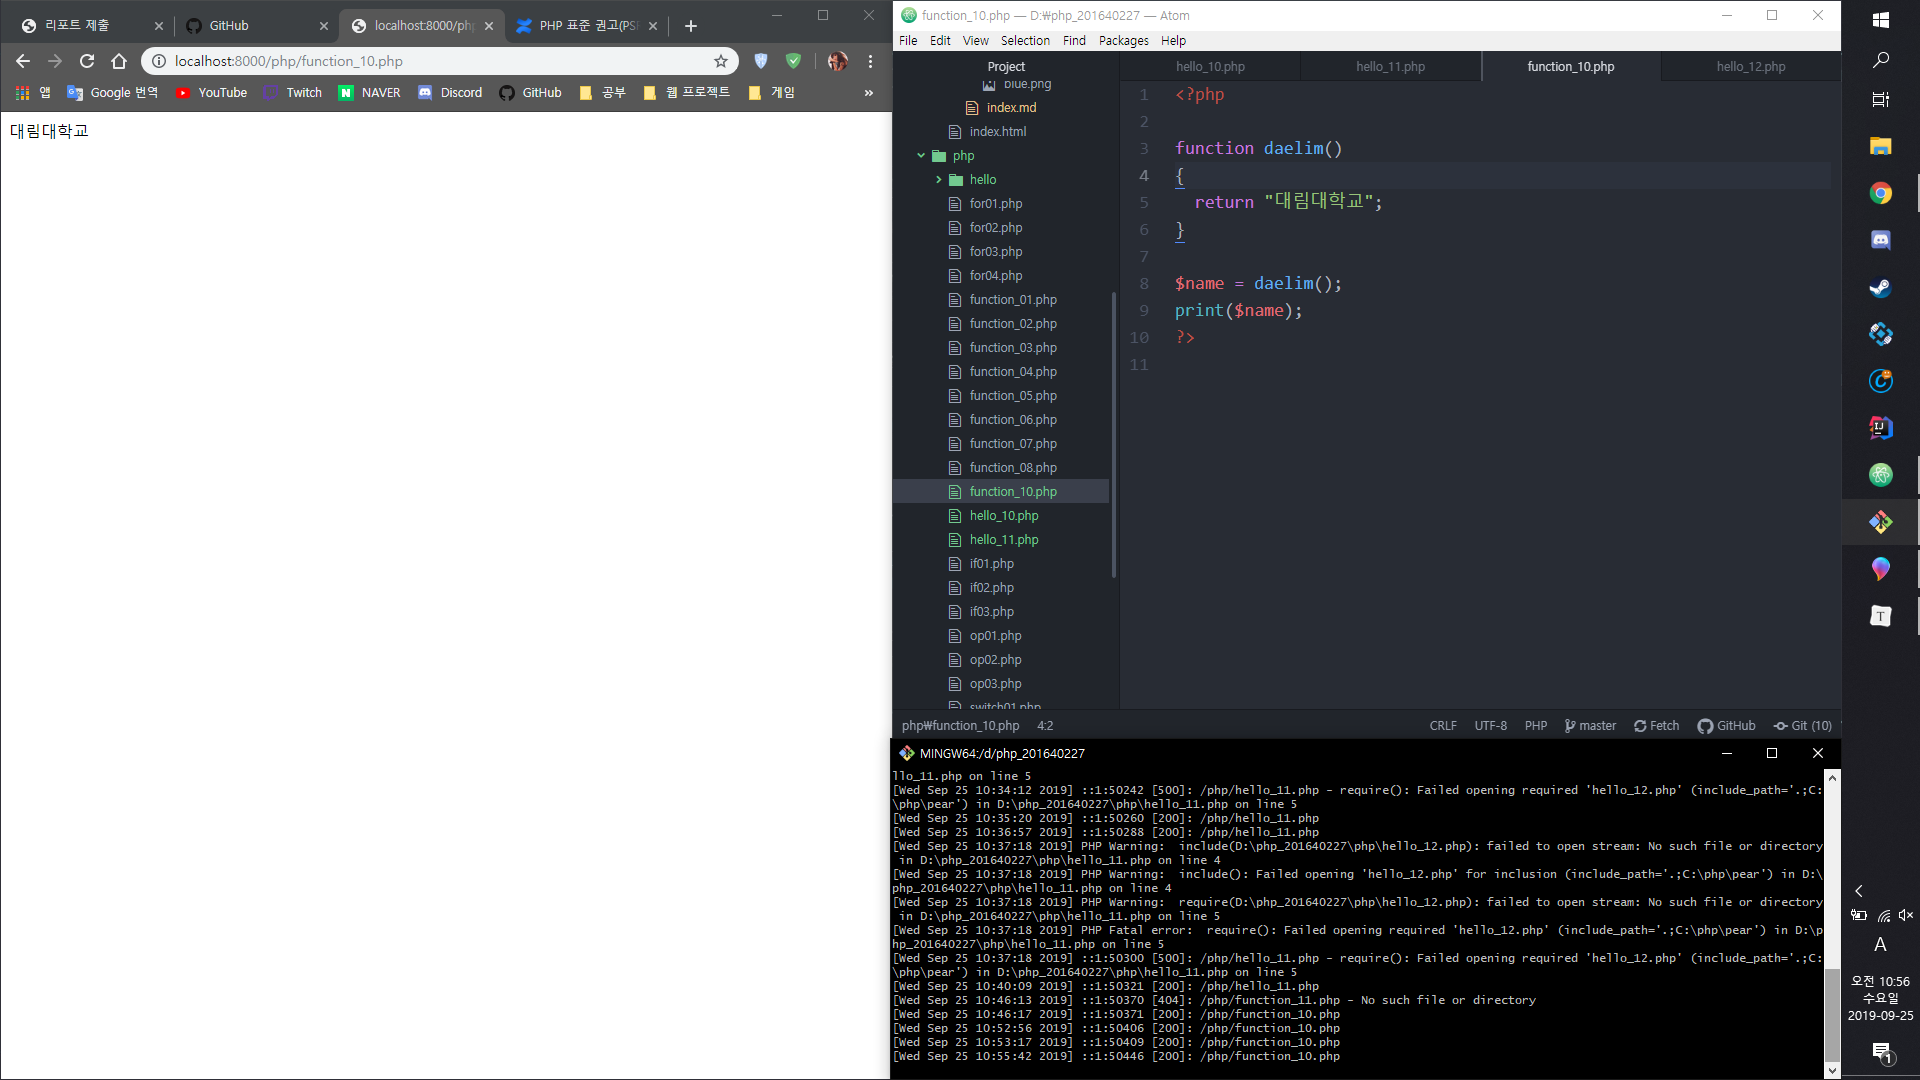 리포트 제출
GitHub
localhost:8000/php
PHP 표준 권고(PS
localhost:8000/php/function_10.php
앱
Google 번역
YouTube
Twitch
NAVER
Discord
GitHub
공부
웹 프로젝트
게임
»
대림대학교
function_10.php — D:₩php_201640227 — Atom
File Edit View Selection Find Packages Help
Project
blue.png
index.md
index.html
php
hello
for01.php
for02.php
for03.php
for04.php
function_01.php
function_02.php
function_03.php
function_04.php
function_05.php
function_06.php
function_07.php
function_08.php
function_10.php
hello_10.php
hello_11.php
if01.php
if02.php
if03.php
op01.php
op02.php
op03.php
switch01.php
hello_10.php hello_11.php function_10.php hello_12.php
1 <?php
2
3 function daelim()
4 {
5 return "대림대학교";
6 }
7
8 $name = daelim();
9 print($name);
10 ?>
11
php₩function_10.php 4:2 CRLF UTF-8 PHP master Fetch GitHub Git (10)
MINGW64:/d/php_201640227
llo_11.php on line 5
[Wed Sep 25 10:34:12 2019] ::1:50242 [500]: /php/hello_11.php - require(): Failed opening required 'hello_12.php' (include_path='.;C:
\php\pear') in D:\php_201640227\php\hello_11.php on line 5
[Wed Sep 25 10:35:20 2019] ::1:50260 [200]: /php/hello_11.php
[Wed Sep 25 10:36:57 2019] ::1:50288 [200]: /php/hello_11.php
[Wed Sep 25 10:37:18 2019] PHP Warning:  include(D:\php_201640227\php\hello_12.php): failed to open stream: No such file or directory
 in D:\php_201640227\php\hello_11.php on line 4
[Wed Sep 25 10:37:18 2019] PHP Warning:  include(): Failed opening 'hello_12.php' for inclusion (include_path='.;C:\php\pear') in D:\
php_201640227\php\hello_11.php on line 4
[Wed Sep 25 10:37:18 2019] PHP Warning:  require(D:\php_201640227\php\hello_12.php): failed to open stream: No such file or directory
 in D:\php_201640227\php\hello_11.php on line 5
[Wed Sep 25 10:37:18 2019] PHP Fatal error:  require(): Failed opening required 'hello_12.php' (include_path='.;C:\php\pear') in D:\p
hp_201640227\php\hello_11.php on line 5
[Wed Sep 25 10:37:18 2019] ::1:50300 [500]: /php/hello_11.php - require(): Failed opening required 'hello_12.php' (include_path='.;C:
\php\pear') in D:\php_201640227\php\hello_11.php on line 5
[Wed Sep 25 10:40:09 2019] ::1:50321 [200]: /php/hello_11.php
[Wed Sep 25 10:46:13 2019] ::1:50370 [404]: /php/function_11.php - No such file or directory
[Wed Sep 25 10:46:17 2019] ::1:50371 [200]: /php/function_10.php
[Wed Sep 25 10:52:56 2019] ::1:50406 [200]: /php/function_10.php
[Wed Sep 25 10:53:17 2019] ::1:50409 [200]: /php/function_10.php
[Wed Sep 25 10:55:42 2019] ::1:50446 [200]: /php/function_10.php
A
오전 10:56
수요일
2019-09-25
1